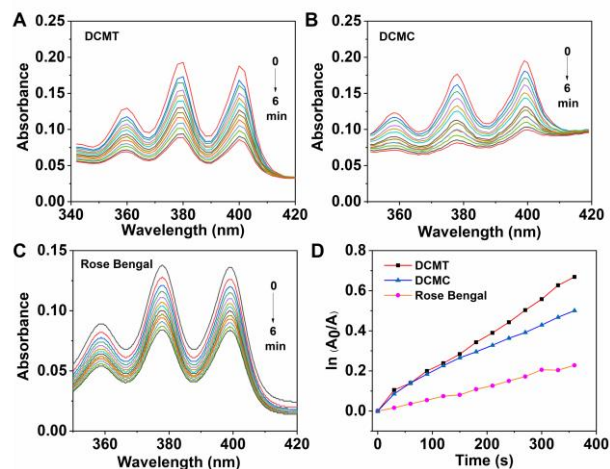 A
DCMT
0
6
min
Absorbance
0.25
0.20
0.15
0.10
0.05
0.00
340 360 380 400 420
Wavelength (nm)
B
DCMC
0
6
min
Absorbance
0.25
0.20
0.15
0.10
0.05
0.00
360 380 400 420
Wavelength (nm)
C
Rose Bengal
0
6
min
Absorbance
0.15
0.10
0.05
0.00
360 380 400 420
Wavelength (nm)
D
DCMT
DCMC
Rose Bengal
ln (A0/A)
0.8
0.6
0.4
0.2
0.0
0 100 200 300 400
Time (s)